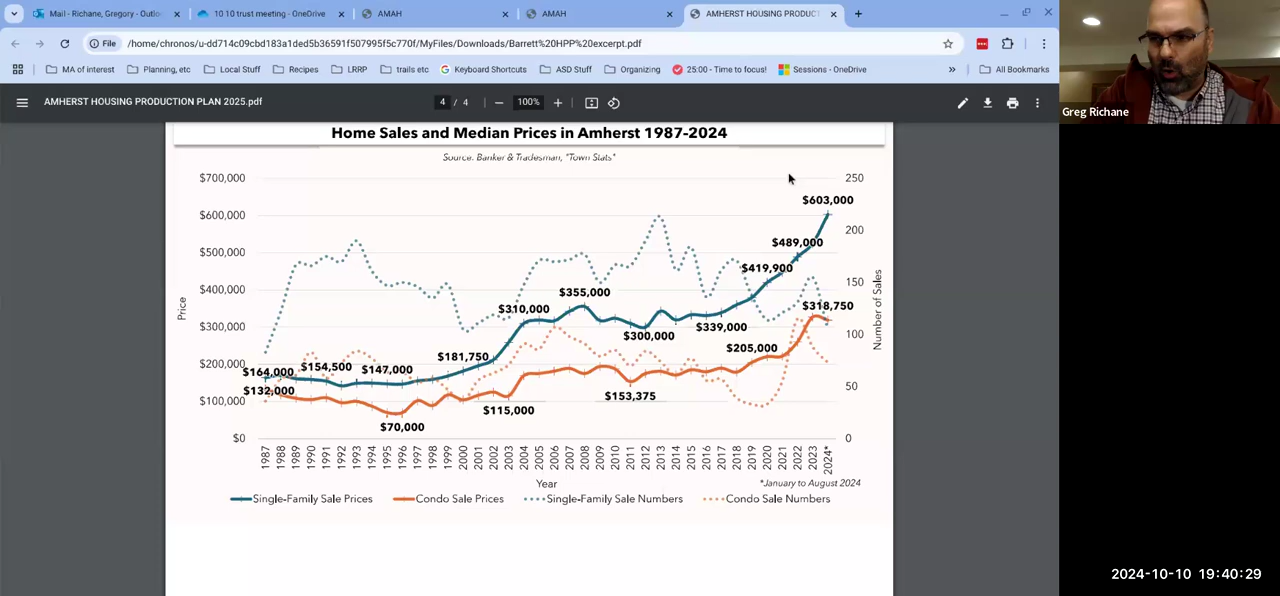 Mail - Richane, Gregory - Outlo
10 10 trust meeting - OneDrive
AMAH
AMAH
AMHERST HOUSING PRODUCT
File
/home/chronos/u-dd714c09cbd183a1ded5b36591f507995f5c770f/MyFiles/Downloads/Barrett%20HPP%20excerpt.pdf
MA of interest
Planning, etc
Local Stuff
Recipes
LRRP
trails etc
Keyboard Shortcuts
ASD Stuff
Organizing
25:00 - Time to focus!
Sessions - OneDrive
»
All Bookmarks
AMHERST HOUSING PRODUCTION PLAN 2025.pdf
4 / 4
100%
Greg Richane
Home Sales and Median Prices in Amherst 1987-2024
Source: Banker & Tradesman, "Town Stats"
$700,000
$600,000
$500,000
$400,000
$300,000
$200,000
$100,000
$0
Price
250
200
150
100
50
0
Number of Sales
$603,000
$489,000
$419,900
$355,000
$310,000
$318,750
$300,000
$339,000
$205,000
$181,750
$164,000
$154,500
$147,000
$132,000
$153,375
$115,000
$70,000
1987
1988
1989
1990
1991
1992
1993
1994
1995
1996
1997
1998
1999
2000
2001
2002
2003
2004
2005
2006
2007
2008
2009
2010
2011
2012
2013
2014
2015
2016
2017
2018
2019
2020
2021
2022
2023
2024*
Year
*January to August 2024
Single-Family Sale Prices
Condo Sale Prices
Single-Family Sale Numbers
Condo Sale Numbers
2024-10-10 19:40:29